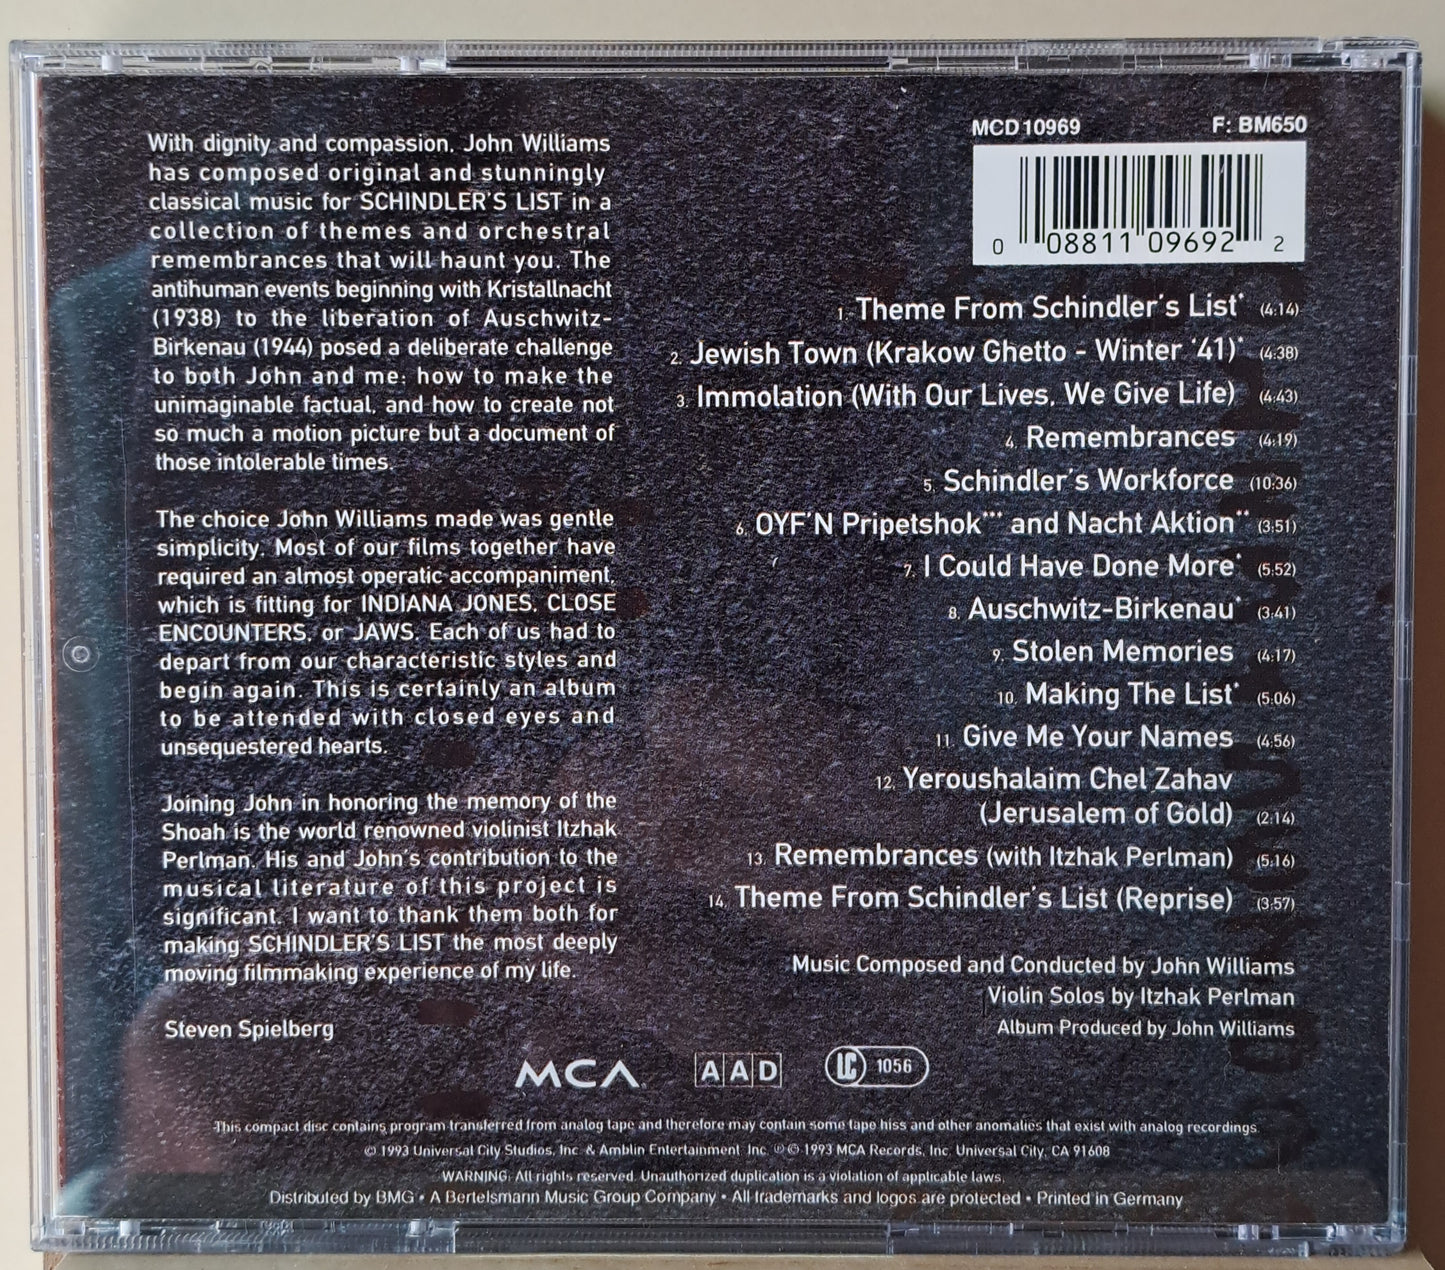 With dignity and compassion, John Williams
has composed original and stunningly
classical music for SCHINDLER'S LIST in a
collection of themes and orchestral
remembrances that will haunt you. The
antihuman events beginning with Kristallnacht
(1938) to the liberation of Auschwitz-
Birkenau (1944) posed a deliberate challenge
to both John and me: how to make the
unimaginable factual, and how to create not
so much a motion picture but a document of
those intolerable times.
The choice John Williams made was gentle
simplicity. Most of our films together have
required an almost operatic accompaniment,
which is fitting for INDIANA JONES, CLOSE
ENCOUNTERS, or JAWS. Each of us had to
depart from our characteristic styles and
begin again. This is certainly an album
to be attended with closed eyes and
unsequestered hearts.
Joining John in honoring the memory of the
Shoah is the world renowned violinist Itzhak
Perlman. His and John's contribution to the
musical literature of this project is
significant. I want to thank them both for
making SCHINDLER'S LIST the most deeply
moving filmmaking experience of my life.
Steven Spielberg
MCD 10969 F: BM650
0 08811 09692 2
1. Theme From Schindler's List* (4:14)
2. Jewish Town (Krakow Ghetto - Winter '41)* (4:38)
3. Immolation (With Our Lives, We Give Life) (4:43)
4. Remembrances (4:19)
5. Schindler's Workforce (10:36)
6. OYF'N Pripetshok*** and Nacht Aktion** (3:51)
7. I Could Have Done More* (5:52)
8. Auschwitz-Birkenau* (3:41)
9. Stolen Memories (4:17)
10. Making The List* (5:06)
11. Give Me Your Names (4:56)
12. Yeroushalaim Chel Zahav
(Jerusalem of Gold) (2:14)
13. Remembrances (with Itzhak Perlman) (5:16)
14. Theme From Schindler's List (Reprise) (3:57)
Music Composed and Conducted by John Williams
Violin Solos by Itzhak Perlman
Album Produced by John Williams
MCA AAD LC 1056
This compact disc contains program transferred from analog tape and therefore may contain some tape hiss and other anomalies that exist with analog recordings.
© 1993 Universal City Studios, Inc. & Amblin Entertainment Inc. ℗ © 1993 MCA Records, Inc. Universal City, CA 91608
WARNING: All rights reserved. Unauthorized duplication is a violation of applicable laws.
Distributed by BMG • A Bertelsmann Music Group Company • All trademarks and logos are protected • Printed in Germany